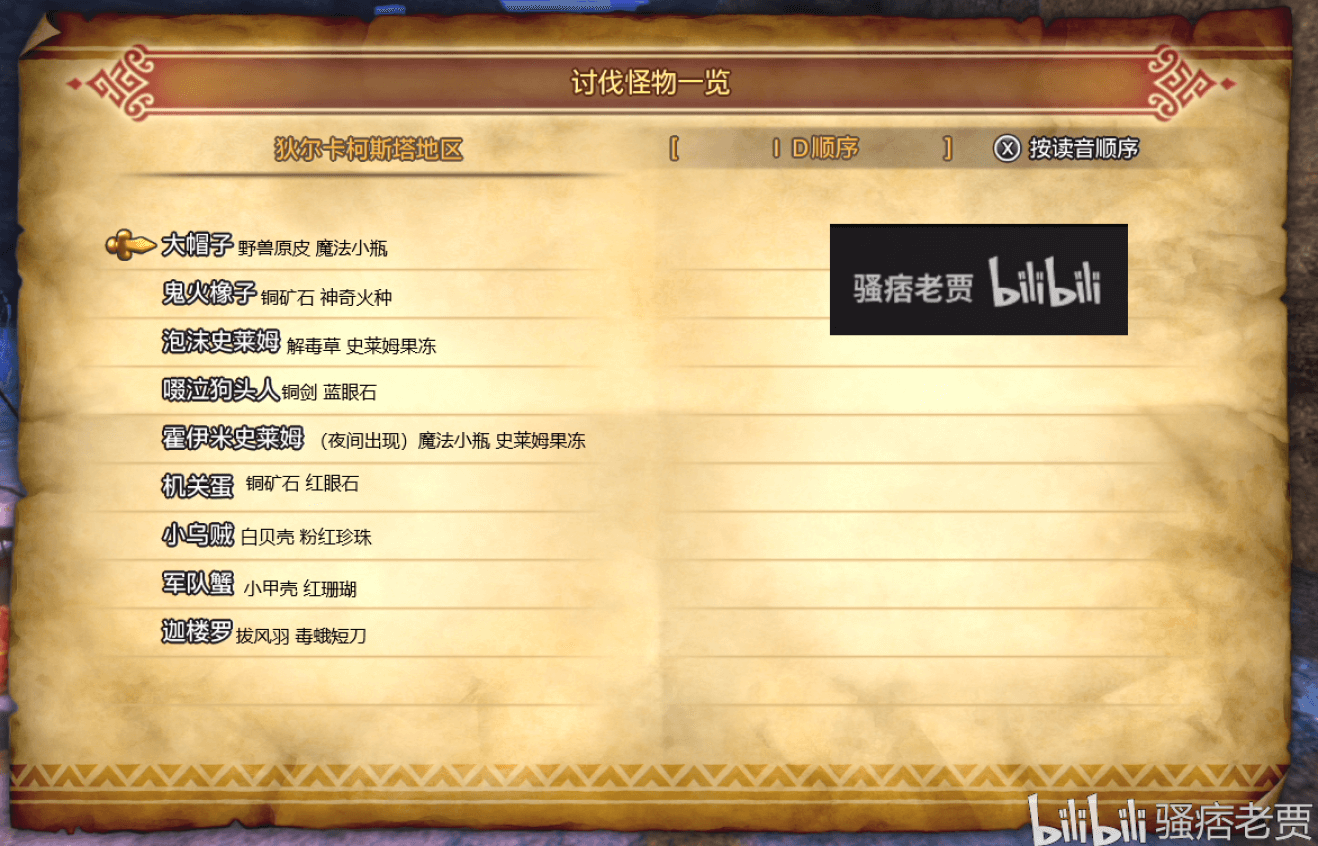 讨伐怪物一览
狄尔卡柯斯塔地区 [ ID顺序 ] X 按读音顺序
大帽子 野兽原皮 魔法小瓶
鬼火橡子 铜矿石 神奇火种
泡沫史莱姆 解毒草 史莱姆果冻
啜泣狗头人 铜剑 蓝眼石
霍伊米史莱姆 （夜间出现）魔法小瓶 史莱姆果冻
机关蛋 铜矿石 红眼石
小乌贼 白贝壳 粉红珍珠
军队蟹 小甲壳 红珊瑚
迦楼罗 拔风羽 毒蛾短刀
骚痞老贾 bilibili
bilibili 骚痞老贾